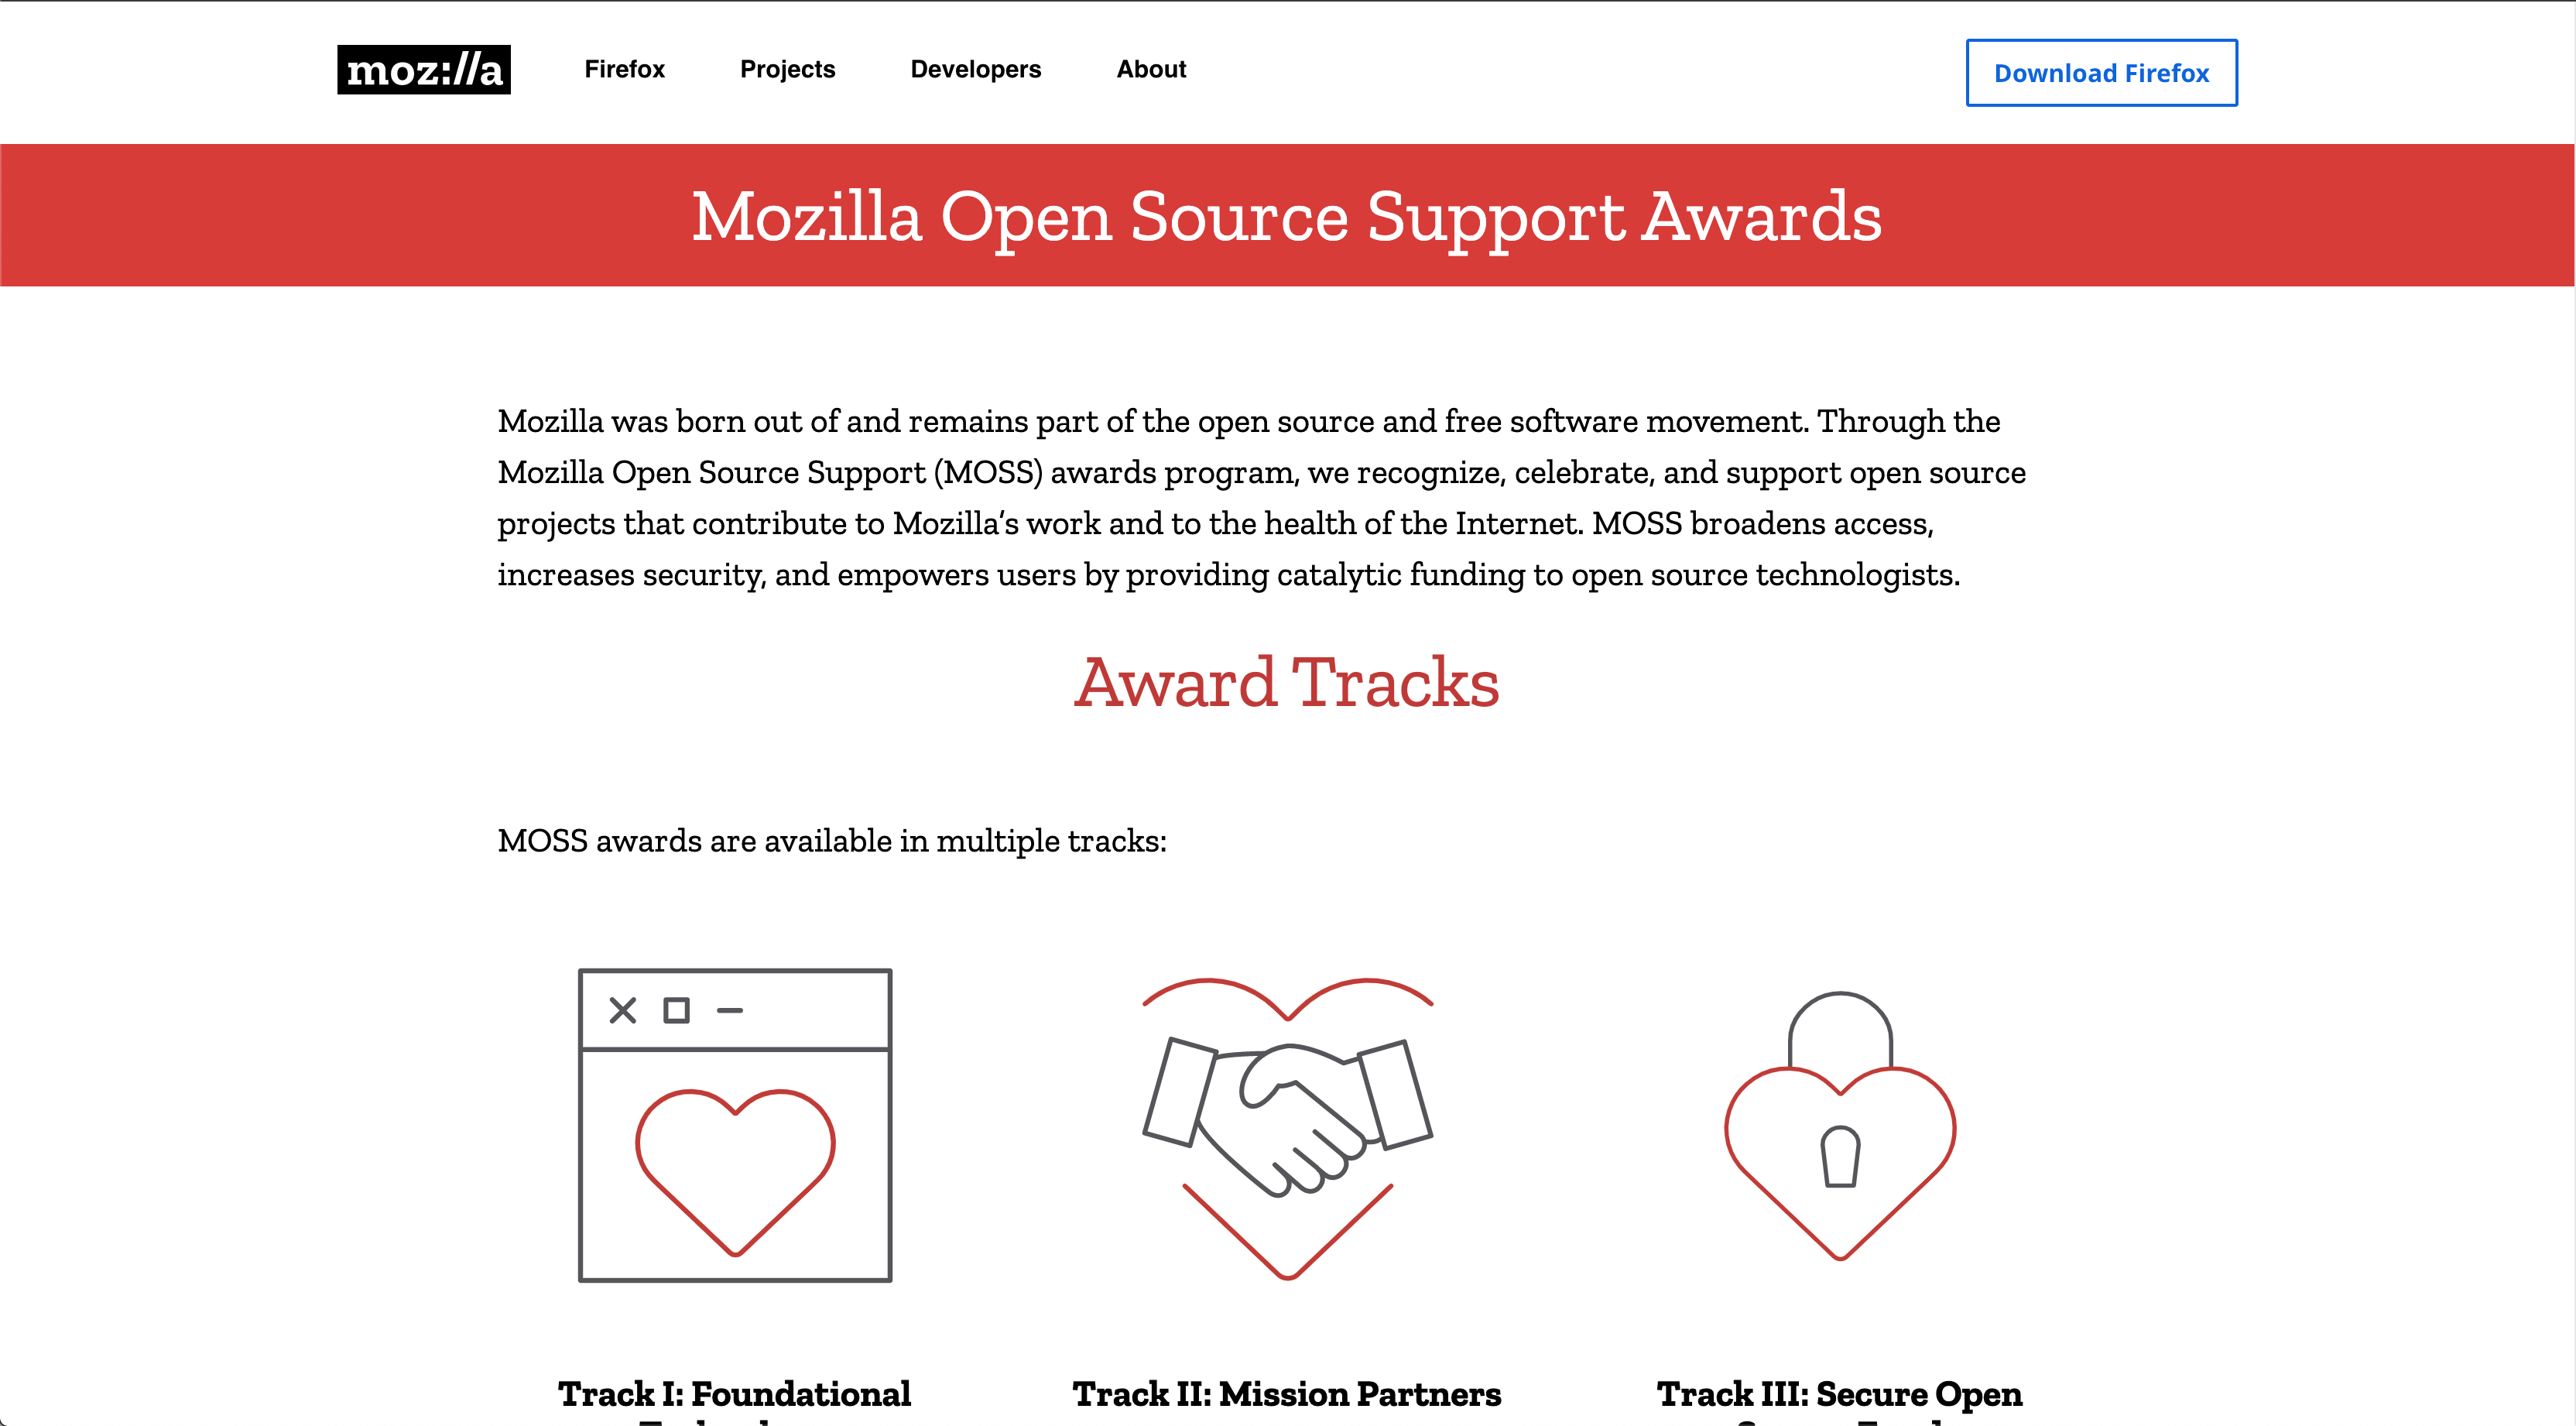 moz://a
Firefox
Projects
Developers
About
Download Firefox
Mozilla Open Source Support Awards
Mozilla was born out of and remains part of the open source and free software movement. Through the
Mozilla Open Source Support (MOSS) awards program, we recognize, celebrate, and support open source
projects that contribute to Mozilla’s work and to the health of the Internet. MOSS broadens access,
increases security, and empowers users by providing catalytic funding to open source technologists.
Award Tracks
MOSS awards are available in multiple tracks:
Track I: Foundational
Track II: Mission Partners
Track III: Secure Open